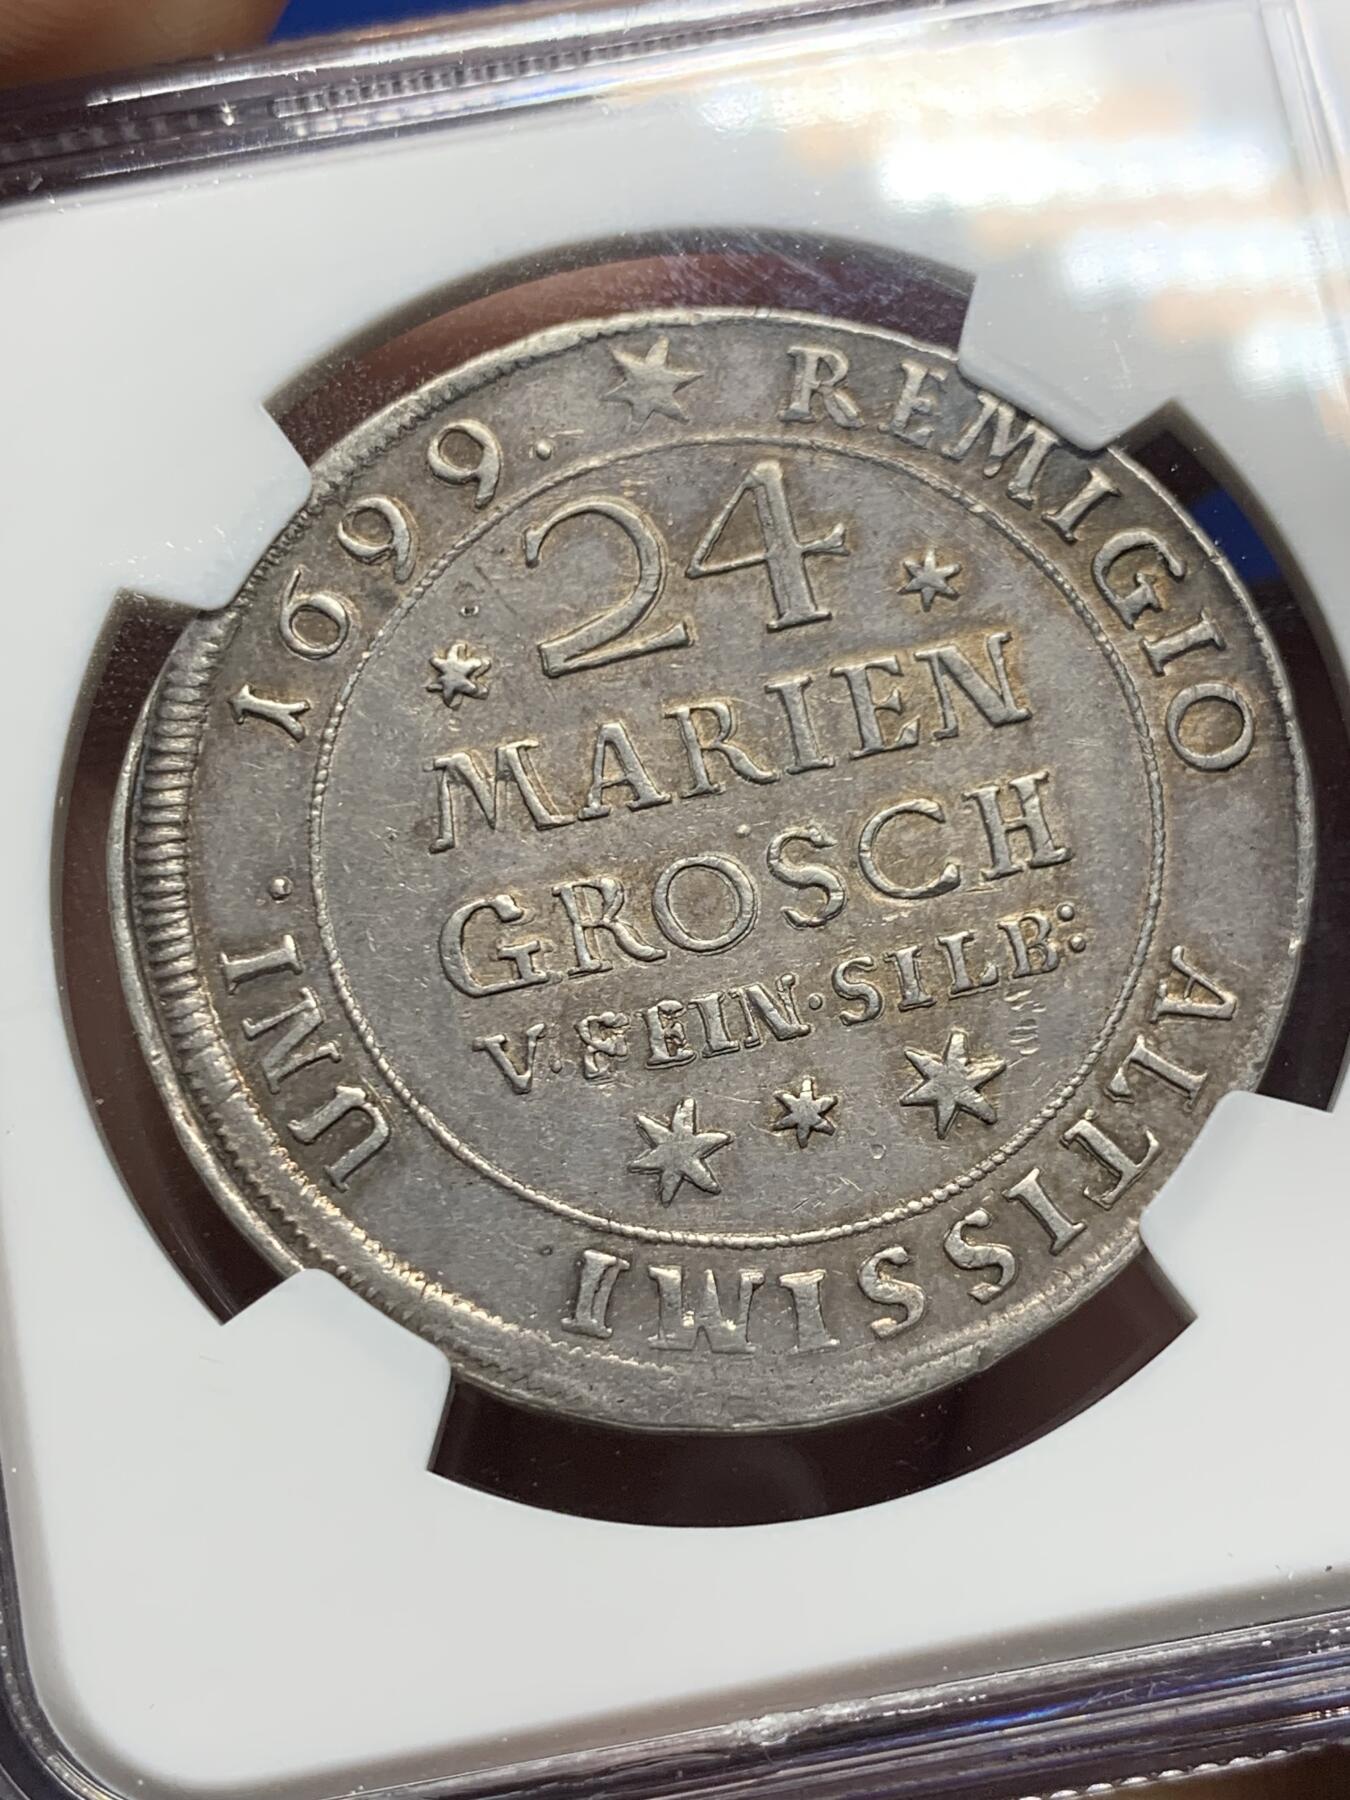 REMIGIO ALTISSIMI UNI. 1699.
24
MARIEN
GROSCH
V. FEIN. SILB: